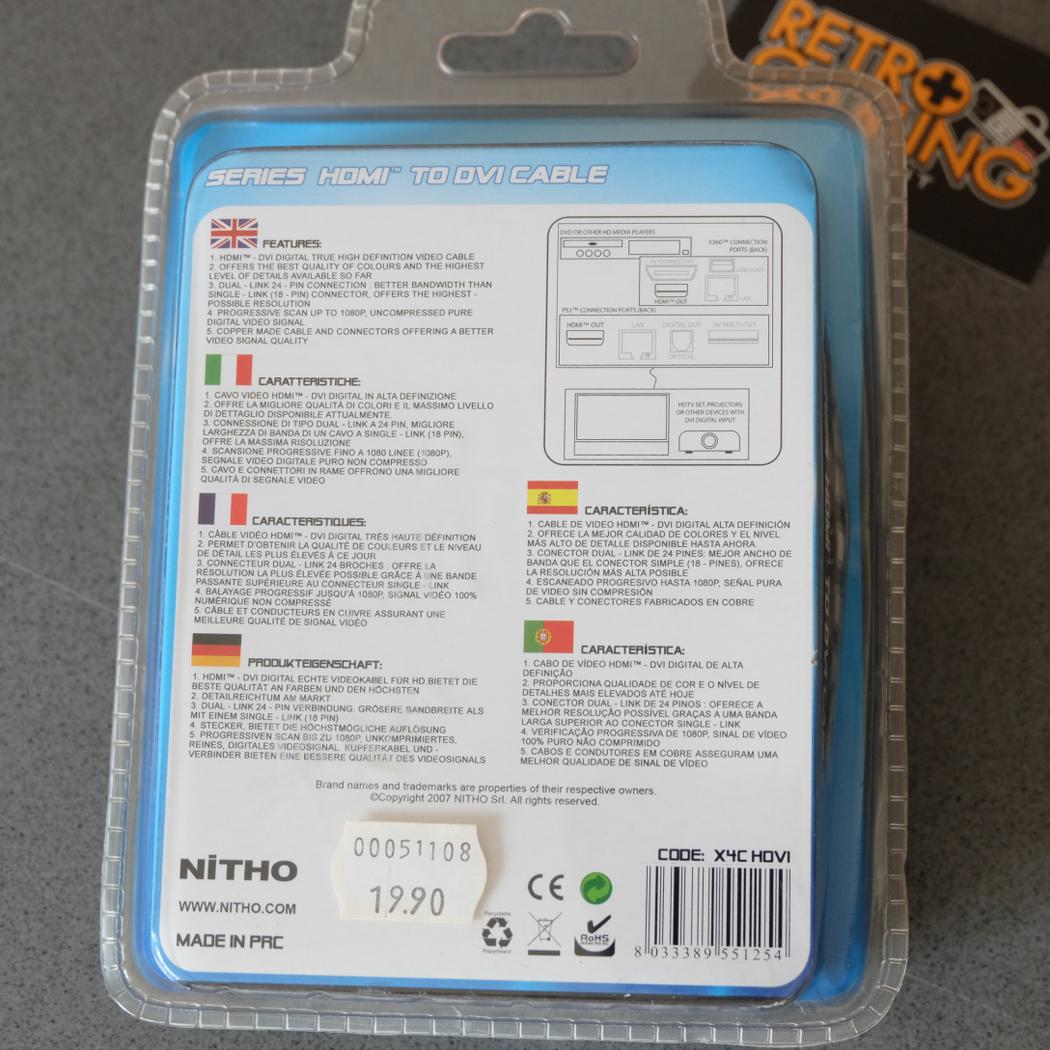 RETRO
SERIES HDMI™ TO DVI CABLE
FEATURES:
1. HDMI™ - DVI DIGITAL TRUE HIGH DEFINITION VIDEO CABLE
2. OFFERS THE BEST QUALITY OF COLOURS AND THE HIGHEST
LEVEL OF DETAILS AVAILABLE SO FAR
3. DUAL - LINK 24 - PIN CONNECTION : BETTER BANDWIDTH THAN
SINGLE - LINK (18 - PIN) CONNECTOR, OFFERS THE HIGHEST -
POSSIBLE RESOLUTION
4. PROGRESSIVE SCAN UP TO 1080P, UNCOMPRESSED PURE
DIGITAL VIDEO SIGNAL
5. COPPER MADE CABLE AND CONNECTORS OFFERING A BETTER
VIDEO SIGNAL QUALITY
CARATTERISTICHE:
1. CAVO VIDEO HDMI™ - DVI DIGITAL IN ALTA DEFINIZIONE
2. OFFRE LA MIGLIORE QUALITÀ DI COLORI E IL MASSIMO LIVELLO
DI DETTAGLIO DISPONIBILE ATTUALMENTE.
3. CONNESSIONE DI TIPO DUAL - LINK A 24 PIN, MIGLIORE
LARGHEZZA DI BANDA DI UN CAVO A SINGLE - LINK (18 PIN),
OFFRE LA MASSIMA RISOLUZIONE
4. SCANSIONE PROGRESSIVE FINO A 1080 LINEE (1080P),
SEGNALE VIDEO DIGITALE PURO NON COMPRESSO
5. CAVO E CONNETTORI IN RAME OFFRONO UNA MIGLIORE
QUALITÀ DI SEGNALE VIDEO
CARACTERISTIQUES:
1. CÂBLE VIDÉO HDMI™ - DVI DIGITAL TRÈS HAUTE DÉFINITION
2. PERMET D'OBTENIR LA QUALITÉ DE COULEURS ET LE NIVEAU
DE DÉTAIL LES PLUS ÉLEVÉS À CE JOUR
3. CONNECTEUR DUAL - LINK 24 BROCHES : OFFRE LA
RÉSOLUTION LA PLUS ÉLEVÉE POSSIBLE GRÂCE À UNE BANDE
PASSANTE SUPÉRIEURE AU CONNECTEUR SINGLE - LINK
4. BALAYAGE PROGRESSIF JUSQU'À 1080P, SIGNAL VIDÉO 100%
NUMÉRIQUE NON COMPRESSÉ
5. CÂBLE ET CONDUCTEURS EN CUIVRE ASSURANT UNE
MEILLEURE QUALITÉ DE SIGNAL VIDÉO
PRODUKTEIGENSCHAFT:
1. HDMI™ - DVI DIGITAL ECHTE VIDEOKABEL FÜR HD.BIETET DIE
BESTE QUALITÄT AN FARBEN UND DEN HÖCHSTEN
2. DETAILREICHTUM AM MARKT
3. DUAL - LINK 24 - PIN VERBINDUNG. GRÖßERE BANDBREITE ALS
MIT EINEM SINGLE - LINK (18 PIN)
4. STECKER, BIETET DIE HÖCHSTMÖGLICHE AUFLÖSUNG
5. PROGRESSIVEN SCAN BIS ZU 1080P, UNKOMPRIMIERTES,
REINES, DIGITALES VIDEOSIGNAL. KUPFERKABEL UND -
VERBINDER BIETEN EINE BESSERE QUALITÄT DES VIDEOSIGNALS
DVD OR OTHER HD MEDIA PLAYERS
X360™ CONNECTION
PORTS (BACK)
AV CONNECTOR
USB PORT
HDMI™ OUT
LAN
PS3™ CONNECTION PORTS (BACK)
HDMI™ OUT
LAN
DIGITAL OUT
AV MULTI OUT
OPTICAL
HDTV SET, PROJECTORS
OR OTHER DEVICES WITH
DVI DIGITAL INPUT
CARACTERÍSTICA:
1. CABLE DE VIDEO HDMI™ - DVI DIGITAL ALTA DEFINICIÓN
2. OFRECE LA MEJOR CALIDAD DE COLORES Y EL NIVEL
MÁS ALTO DE DETALLE DISPONIBLE HASTA AHORA.
3. CONECTOR DUAL - LINK DE 24 PINES: MEJOR ANCHO DE
BANDA QUE EL CONECTOR SIMPLE (18 - PINES), OFRECE
LA RESOLUCIÓN MÁS ALTA POSIBLE
4. ESCANEADO PROGRESIVO HASTA 1080P, SEÑAL PURA
DE VIDEO SIN COMPRESIÓN
5. CABLE Y CONECTORES FABRICADOS EN COBRE
CARACTERÍSTICA:
1. CABO DE VÍDEO HDMI™ - DVI DIGITAL DE ALTA
DEFINIÇÃO
2. PROPORCIONA QUALIDADE DE COR E O NÍVEL DE
DETALHES MAIS ELEVADOS ATÉ HOJE
3. CONECTOR DUAL - LINK DE 24 PINOS : OFERECE A
MELHOR RESOLUÇÃO POSSÍVEL GRAÇAS A UMA BANDA
LARGA SUPERIOR AO CONECTOR SINGLE - LINK
4. VERIFICAÇÃO PROGRESSIVA DE 1080P, SINAL DE VÍDEO
100% PURO NÃO COMPRIMIDO
5. CABOS E CONDUTORES EM COBRE ASSEGURAM UMA
MELHOR QUALIDADE DE SINAL DE VÍDEO
Brand names and trademarks are properties of their respective owners.
©Copyright 2007 NITHO Srl. All rights reserved.
00051108
19.90
NiTHO
WWW.NITHO.COM
MADE IN PRC
CE
Recyclable
Paperboard
RoHS
CODE: X4C HDVI
8 033389 551254